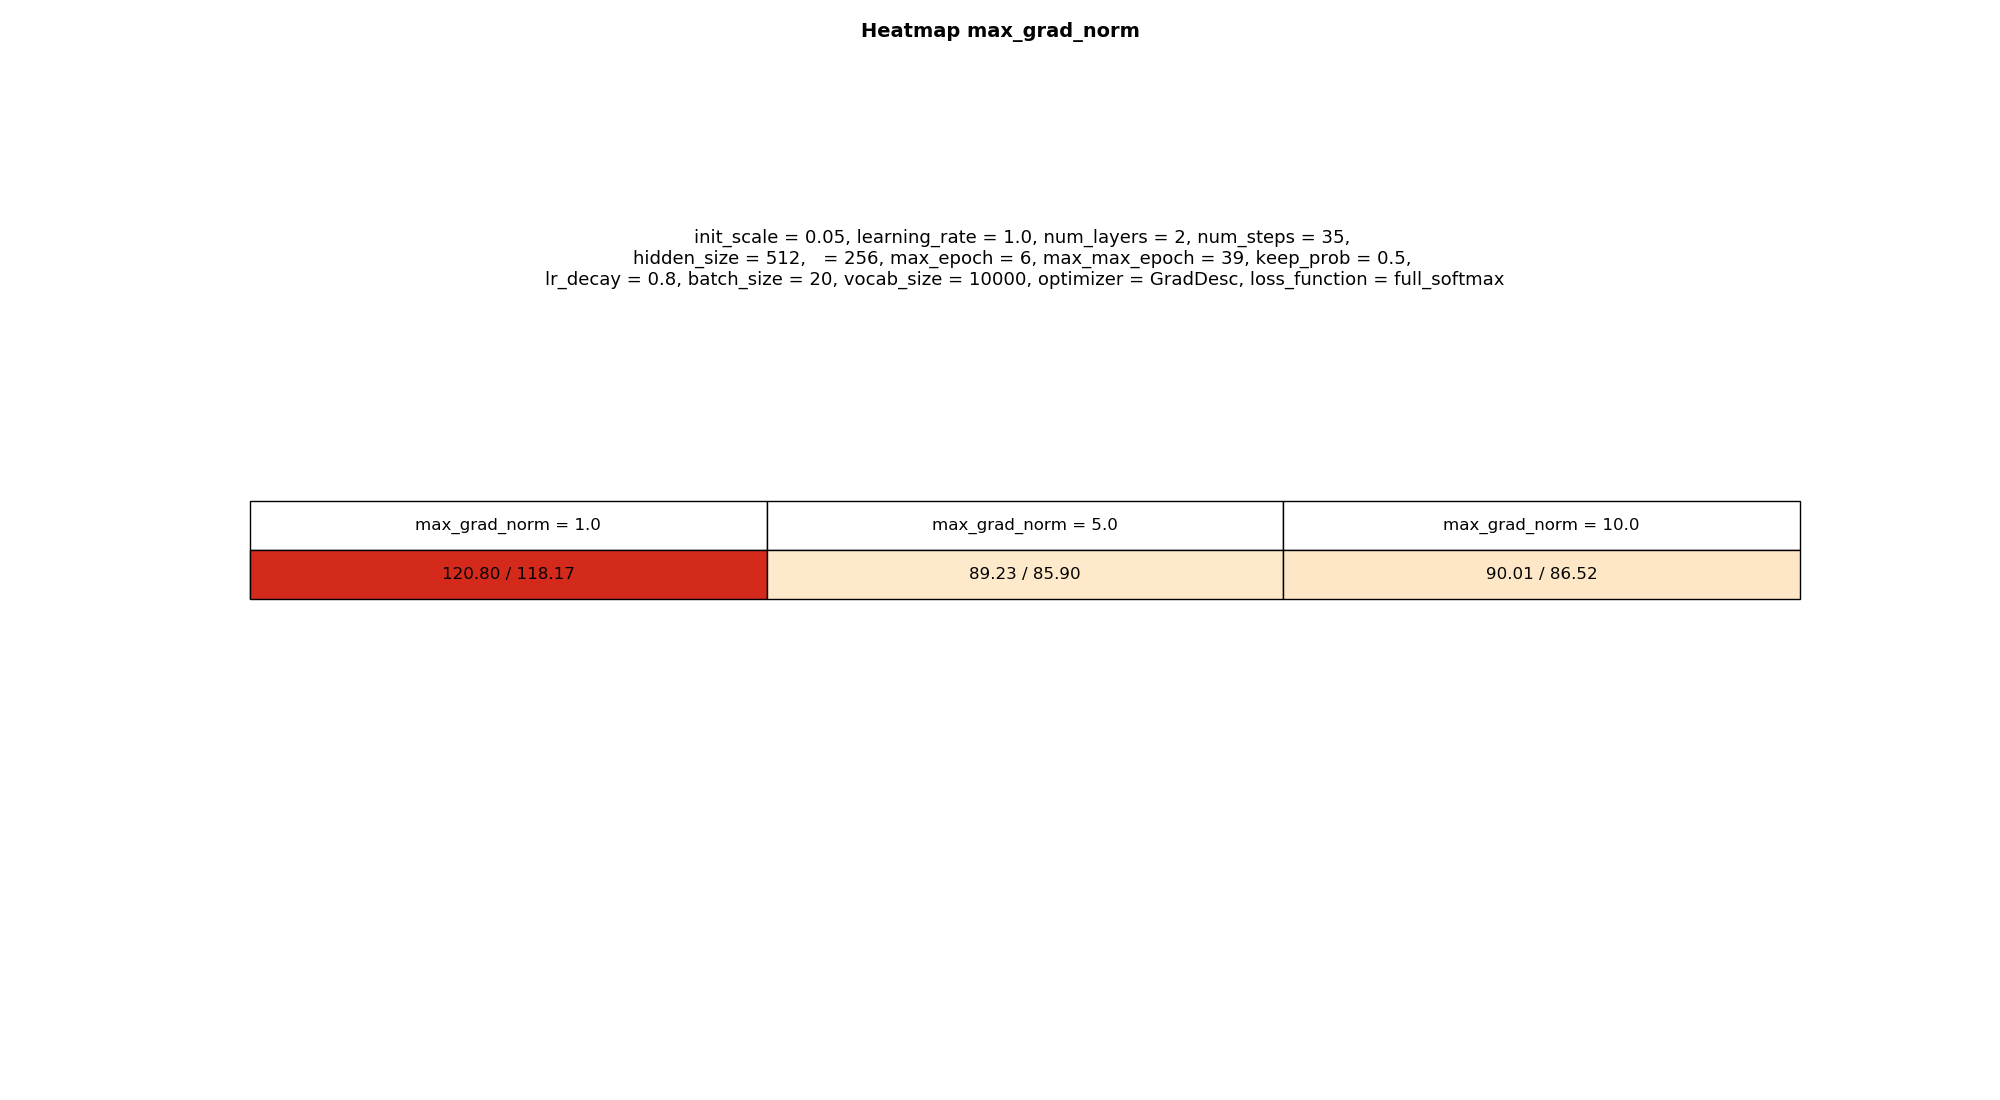 Heatmap max_grad_norm
init_scale = 0.05, learning_rate = 1.0, num_layers = 2, num_steps = 35,
hidden_size = 512,   = 256, max_epoch = 6, max_max_epoch = 39, keep_prob = 0.5,
lr_decay = 0.8, batch_size = 20, vocab_size = 10000, optimizer = GradDesc, loss_function = full_softmax
max_grad_norm = 1.0 max_grad_norm = 5.0 max_grad_norm = 10.0
120.80 / 118.17 89.23 / 85.90 90.01 / 86.52